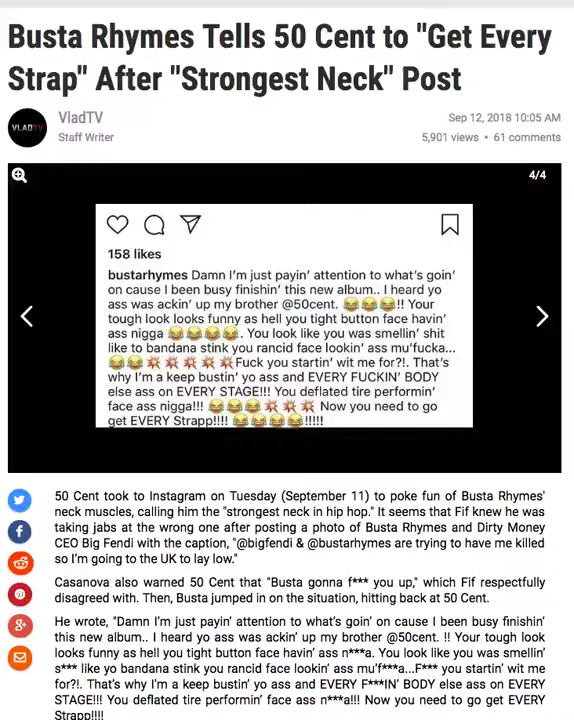 Busta Rhymes Tells 50 Cent to "Get Every
Strap" After "Strongest Neck" Post
VLADTV
VladTV
Staff Writer
Sep 12, 2018 10:05 AM
5,901 views • 61 comments
4/4
158 likes
bustarhymes Damn I'm just payin' attention to what's goin'
on cause I been busy finishin' this new album.. I heard yo
ass was ackin' up my brother @50cent. 😂😂😂!! Your
tough look looks funny as hell you tight button face havin'
ass nigga 😂😂😂😂. You look like you was smellin' shit
like to bandana stink you rancid face lookin' ass mu'fucka...
😂😂💥💥💥💥💥Fuck you startin' wit me for?!. That's
why I'm a keep bustin' yo ass and EVERY FUCKIN' BODY
else ass on EVERY STAGE!!! You deflated tire performin'
face ass nigga!!! 😂😂😂💥💥💥 Now you need to go
get EVERY Strapp!!!! 😂😂😂😂!!!!!
50 Cent took to Instagram on Tuesday (September 11) to poke fun of Busta Rhymes'
neck muscles, calling him the "strongest neck in hip hop." It seems that Fif knew he was
taking jabs at the wrong one after posting a photo of Busta Rhymes and Dirty Money
CEO Big Fendi with the caption, "@bigfendi & @bustarhymes are trying to have me killed
so I'm going to the UK to lay low."
Casanova also warned 50 Cent that "Busta gonna f*** you up," which Fif respectfully
disagreed with. Then, Busta jumped in on the situation, hitting back at 50 Cent.
He wrote, "Damn I'm just payin' attention to what's goin' on cause I been busy finishin'
this new album.. I heard yo ass was ackin' up my brother @50cent. !! Your tough look
looks funny as hell you tight button face havin' ass n***a. You look like you was smellin'
s*** like yo bandana stink you rancid face lookin' ass mu'f***a...F*** you startin' wit me
for?!. That's why I'm a keep bustin' yo ass and EVERY F**IN' BODY else ass on EVERY
STAGE!!! You deflated tire performin' face ass n**a!!! Now you need to go get EVERY
Strapp!!!!